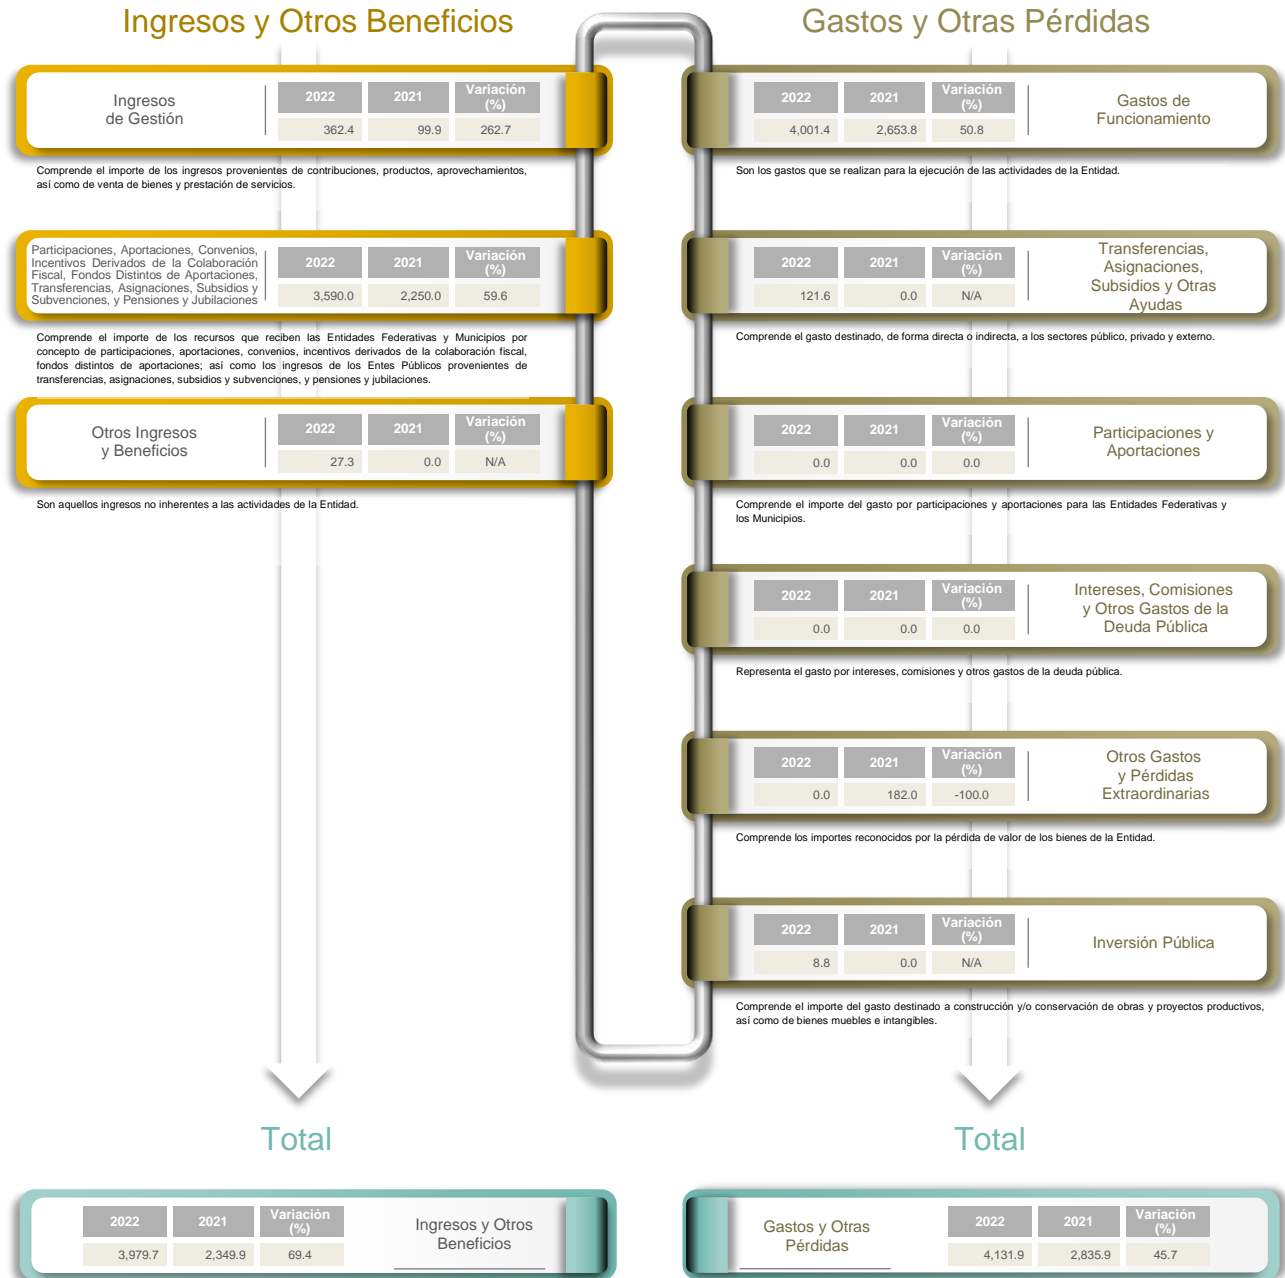 Ingresos y Otros Beneficios
Ingresos
de Gestión
2022 2021 Variación
(%)
362.4 99.9 262.7
Comprende el importe de los ingresos provenientes de contribuciones, productos, aprovechamientos,
así como de venta de bienes y prestación de servicios.
Participaciones, Aportaciones, Convenios,
Incentivos Derivados de la Colaboración
Fiscal, Fondos Distintos de Aportaciones,
Transferencias, Asignaciones, Subsidios y
Subvenciones, y Pensiones y Jubilaciones
2022 2021 Variación
(%)
3,590.0 2,250.0 59.6
Comprende el importe de los recursos que reciben las Entidades Federativas y Municipios por
concepto de participaciones, aportaciones, convenios, incentivos derivados de la colaboración fiscal,
fondos distintos de aportaciones; así como los ingresos de los Entes Públicos provenientes de
transferencias, asignaciones, subsidios y subvenciones, y pensiones y jubilaciones.
Otros Ingresos
y Beneficios
2022 2021 Variación
(%)
27.3 0.0 N/A
Son aquellos ingresos no inherentes a las actividades de la Entidad.
Total
2022 2021 Variación
(%)
3,979.7 2,349.9 69.4
Ingresos y Otros
Beneficios
Gastos y Otras Pérdidas
2022 2021 Variación
(%)
4,001.4 2,653.8 50.8
Gastos de
Funcionamiento
Son los gastos que se realizan para la ejecución de las actividades de la Entidad.
2022 2021 Variación
(%)
121.6 0.0 N/A
Transferencias,
Asignaciones,
Subsidios y Otras
Ayudas
Comprende el gasto destinado, de forma directa o indirecta, a los sectores público, privado y externo.
2022 2021 Variación
(%)
0.0 0.0 0.0
Participaciones y
Aportaciones
Comprende el importe del gasto por participaciones y aportaciones para las Entidades Federativas y
los Municipios.
2022 2021 Variación
(%)
0.0 0.0 0.0
Intereses, Comisiones
y Otros Gastos de la
Deuda Pública
Representa el gasto por intereses, comisiones y otros gastos de la deuda pública.
2022 2021 Variación
(%)
0.0 182.0 -100.0
Otros Gastos
y Pérdidas
Extraordinarias
Comprende los importes reconocidos por la pérdida de valor de los bienes de la Entidad.
2022 2021 Variación
(%)
8.8 0.0 N/A
Inversión Pública
Comprende el importe del gasto destinado a construcción y/o conservación de obras y proyectos productivos,
así como de bienes muebles e intangibles.
Total
Gastos y Otras
Pérdidas
2022 2021 Variación
(%)
4,131.9 2,835.9 45.7